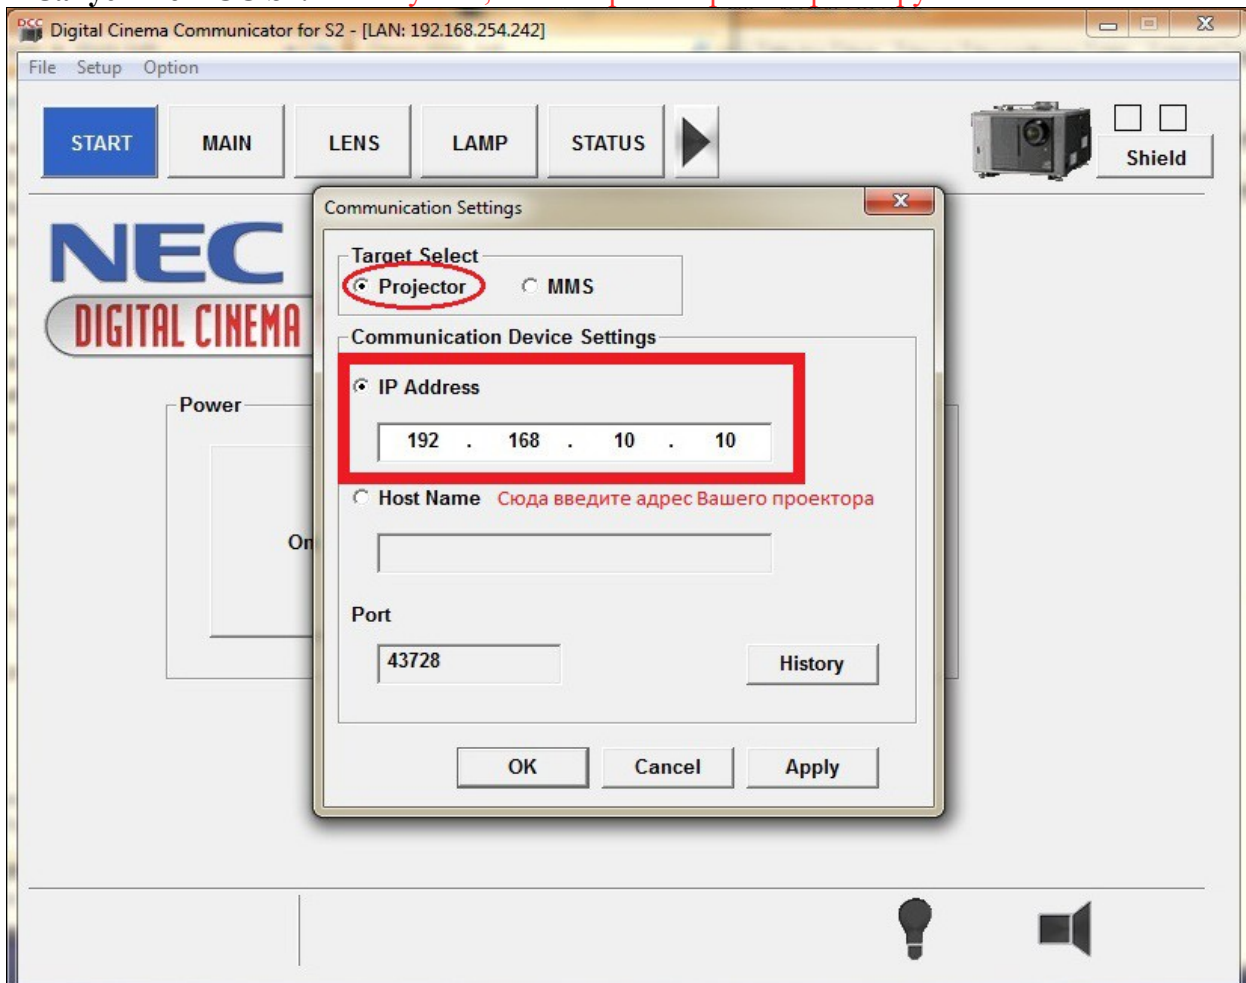 DCC Digital Cinema Communicator for S2 - [LAN: 192.168.254.242]
File Setup Option
START MAIN LENS LAMP STATUS Shield
Communication Settings
NEC
DIGITAL CINEMA
Target Select
Projector MMS
Communication Device Settings
IP Address
192 . 168 . 10 . 10
Power
Host Name Сюда введите адрес Вашего проектора
On
Port
43728 History
OK Cancel Apply